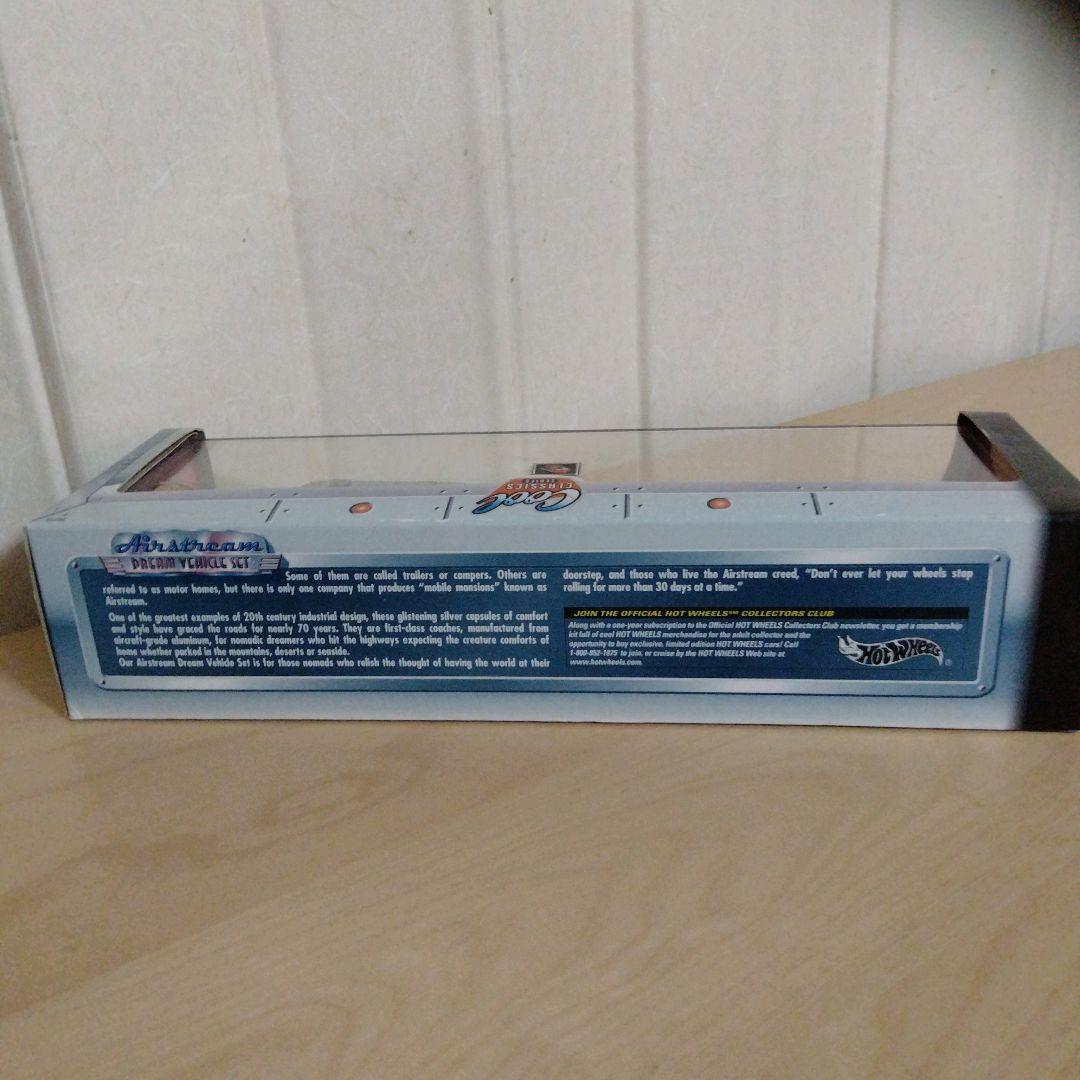 Cool
CLASSICS
SERIES
Airstream
DREAM VEHICLE SET
Some of them are called trailers or campers. Others are
referred to as motor homes, but there is only one company that produces "mobile mansions" known as
Airstream.
One of the greatest examples of 20th century industrial design, these glistening silver capsules of comfort
and style have graced the roads for nearly 70 years. They are first-class coaches, manufactured from
aircraft-grade aluminum, for nomadic dreamers who hit the highways expecting the creature comforts of
home whether parked in the mountains, deserts or seaside.
Our Airstream Dream Vehicle Set is for those nomads who relish the thought of having the world at their
doorstep, and those who live the Airstream creed, "Don't ever let your wheels stop
rolling for more than 30 days at a time."
JOIN THE OFFICIAL HOT WHEELS℠ COLLECTORS CLUB
Along with a one-year subscription to the Official HOT WHEELS Collectors Club newsletter, you get a membership
kit full of cool HOT WHEELS merchandise for the adult collector and the
opportunity to buy exclusive, limited edition HOT WHEELS cars! Call
1-800-852-1075 to join, or cruise by the HOT WHEELS Web site at
www.hotwheels.com.
HOT WHEELS®